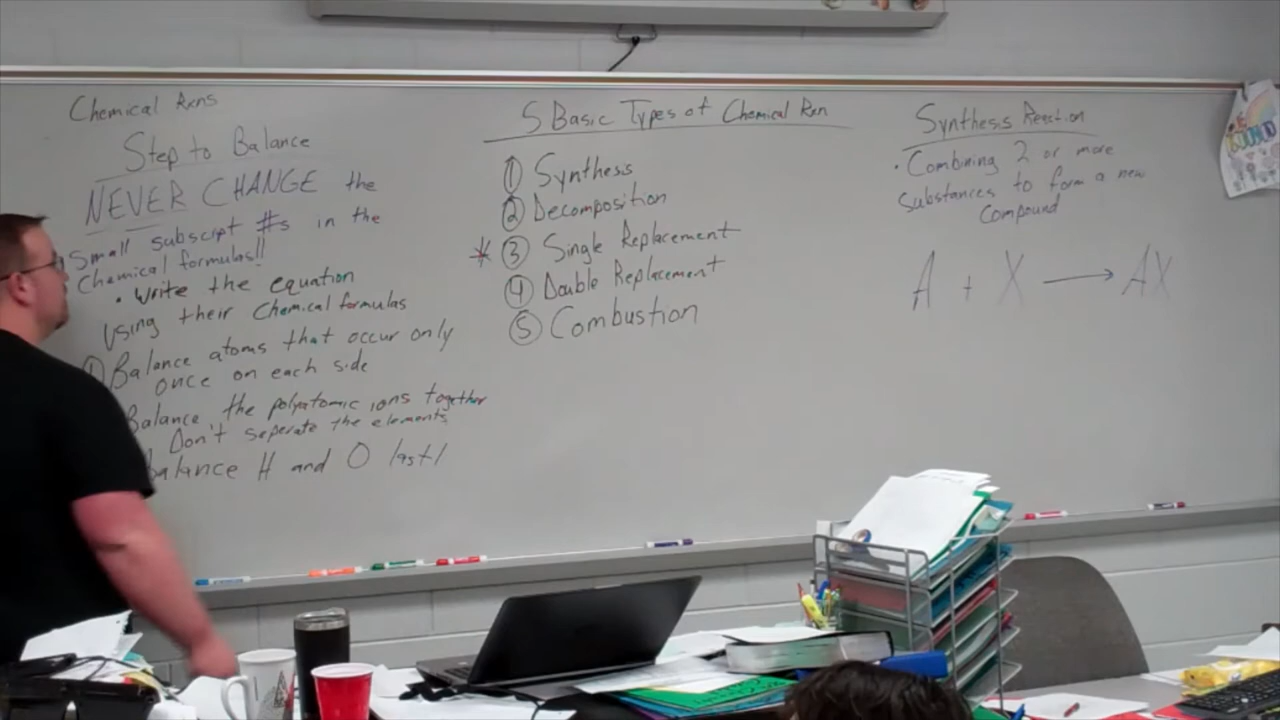 Chemical Rxns
Step to Balance
NEVER CHANGE the
Small subscript #s in the
Chemical formulas!!
• Write the equation
Using their Chemical formulas
① Balance atoms that occur only
once on each side
Balance the polyatomic ions together
Don't seperate the elements
Balance H and O last!
5 Basic Types of Chemical Rxn
① Synthesis
② Decomposition
* ③ Single Replacement
④ Double Replacement
⑤ Combustion
Synthesis Reaction
• Combining 2 or more
Substances to form a new
Compound
A + X → AX